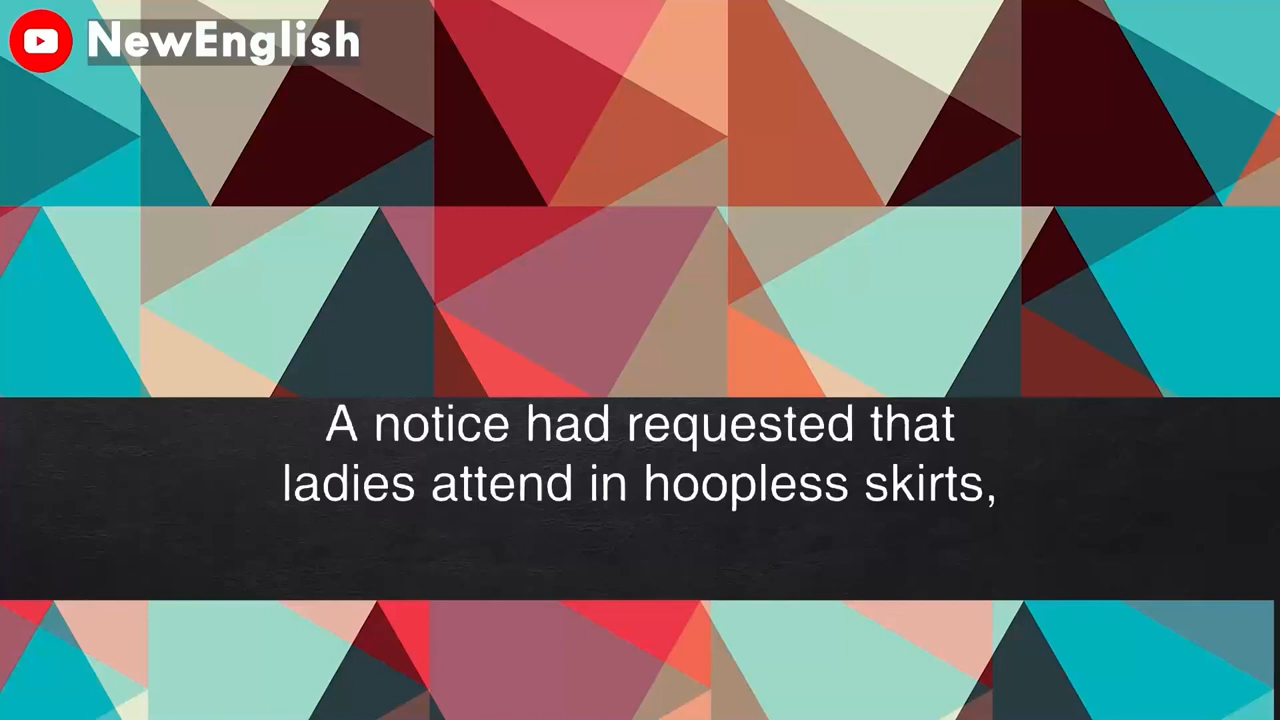 NewEnglish
A notice had requested that
ladies attend in hoopless skirts,